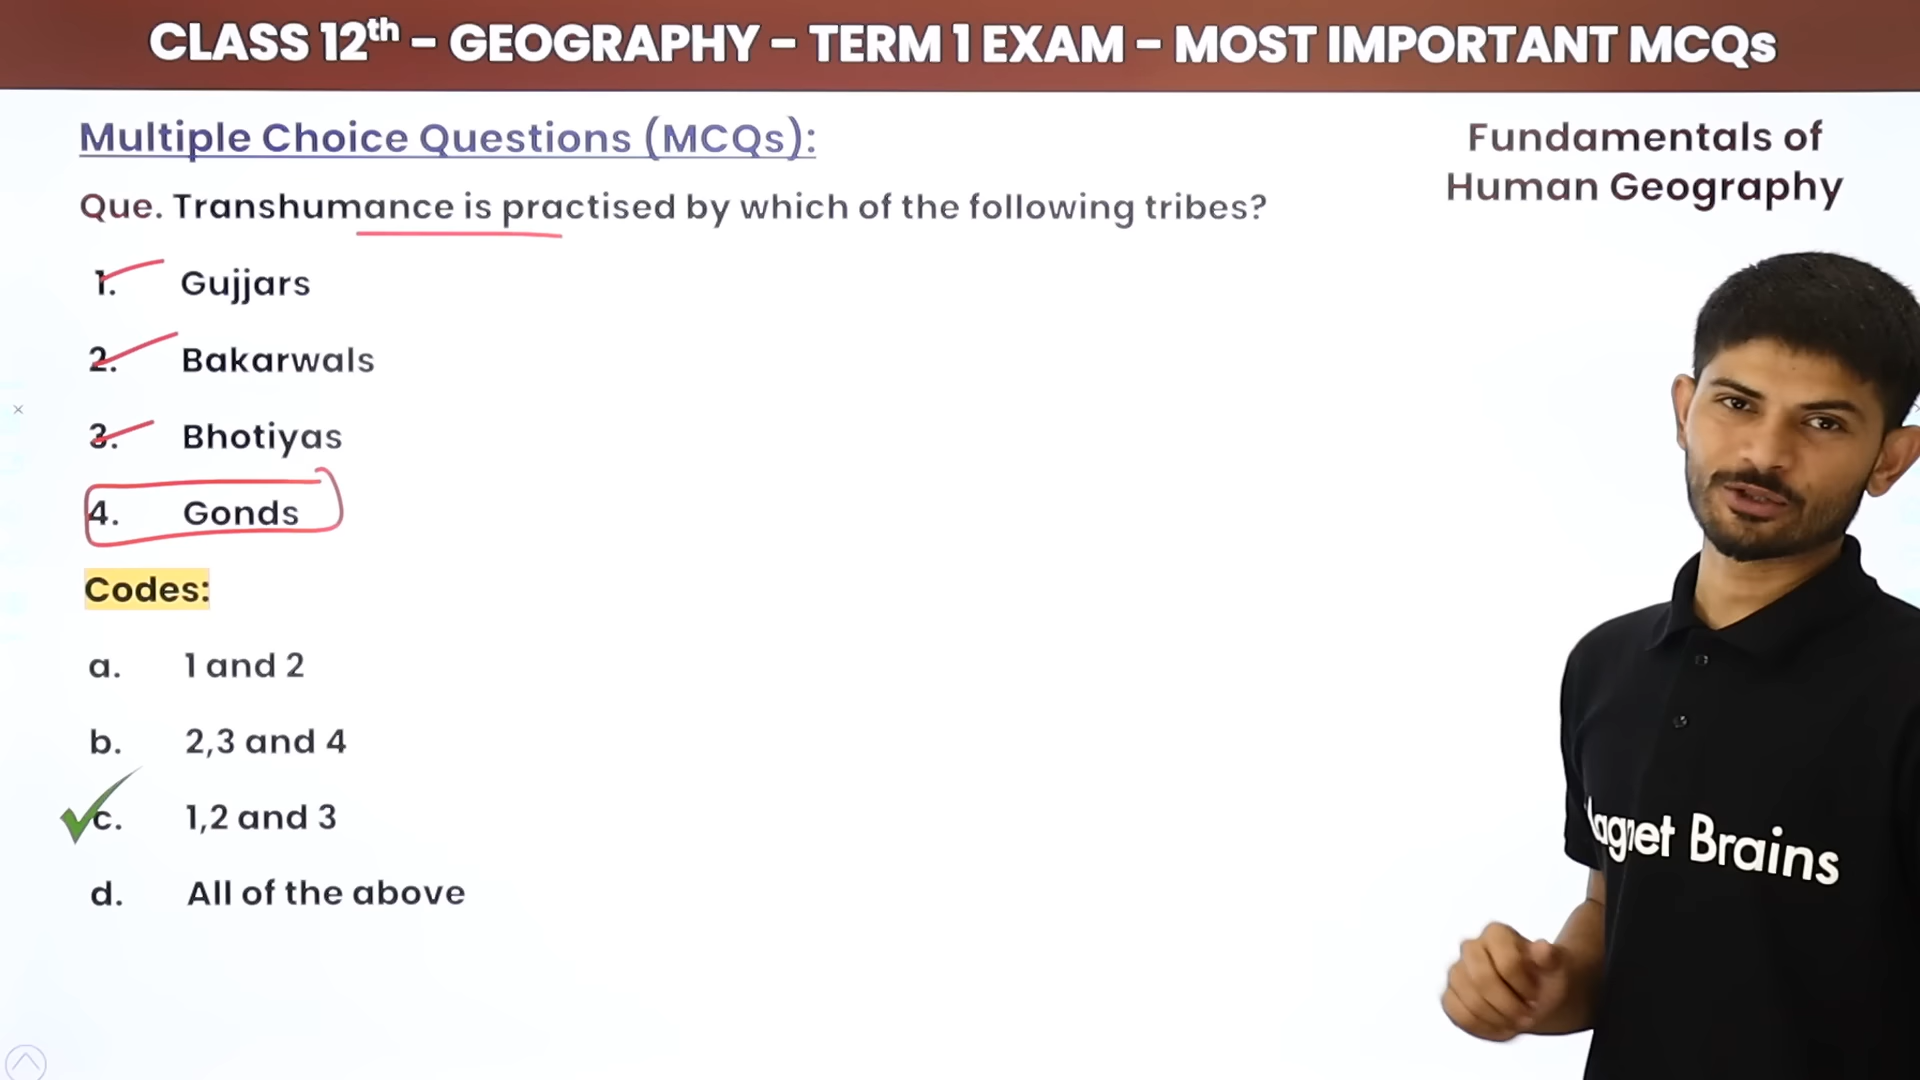 CLASS 12th - GEOGRAPHY - TERM 1 EXAM - MOST IMPORTANT MCQs
Multiple Choice Questions (MCQs):
Fundamentals of
Human Geography
Que. Transhumance is practised by which of the following tribes?
1. Gujjars
2. Bakarwals
3. Bhotiyas
4. Gonds
Codes:
a. 1 and 2
b. 2,3 and 4
c. 1,2 and 3
d. All of the above
agnet Brains